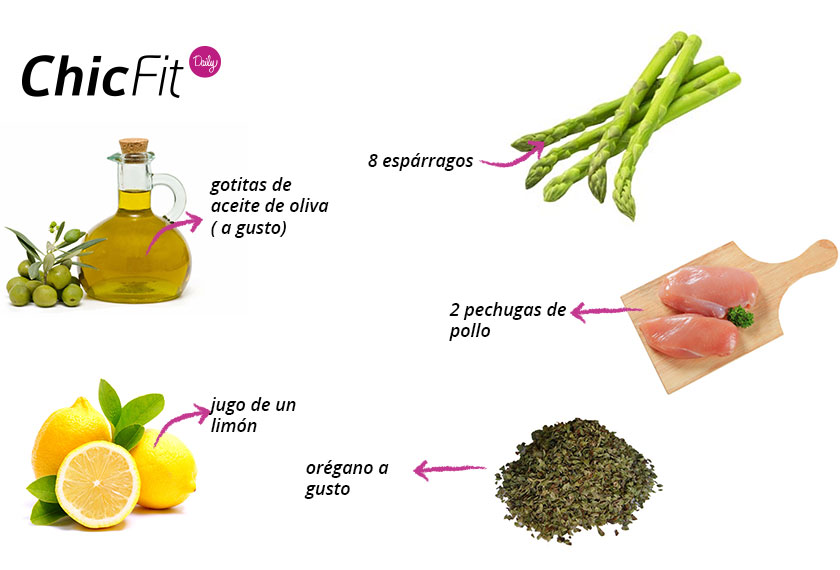 ChicFit Daily
8 espárragos
gotitas de
aceite de oliva
( a gusto)
2 pechugas de
pollo
jugo de un
limón
orégano a
gusto